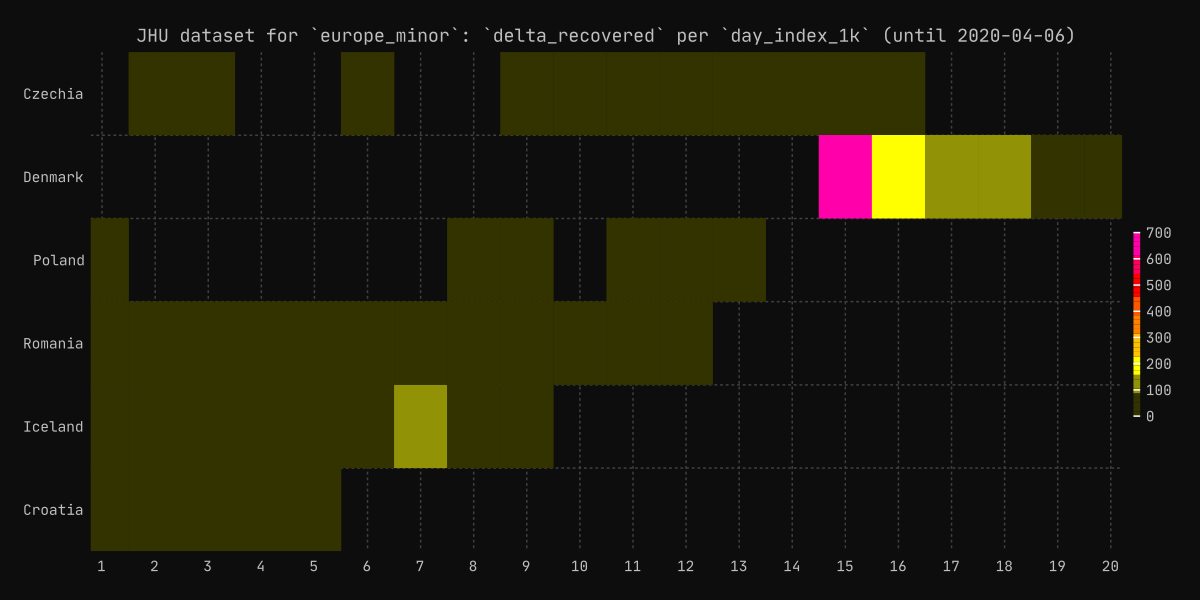 JHU dataset for `europe_minor`: `delta_recovered` per `day_index_1k` (until 2020-04-06)
Czechia
Denmark
Poland
Romania
Iceland
Croatia
700
600
500
400
300
200
100
0
1 2 3 4 5 6 7 8 9 10 11 12 13 14 15 16 17 18 19 20